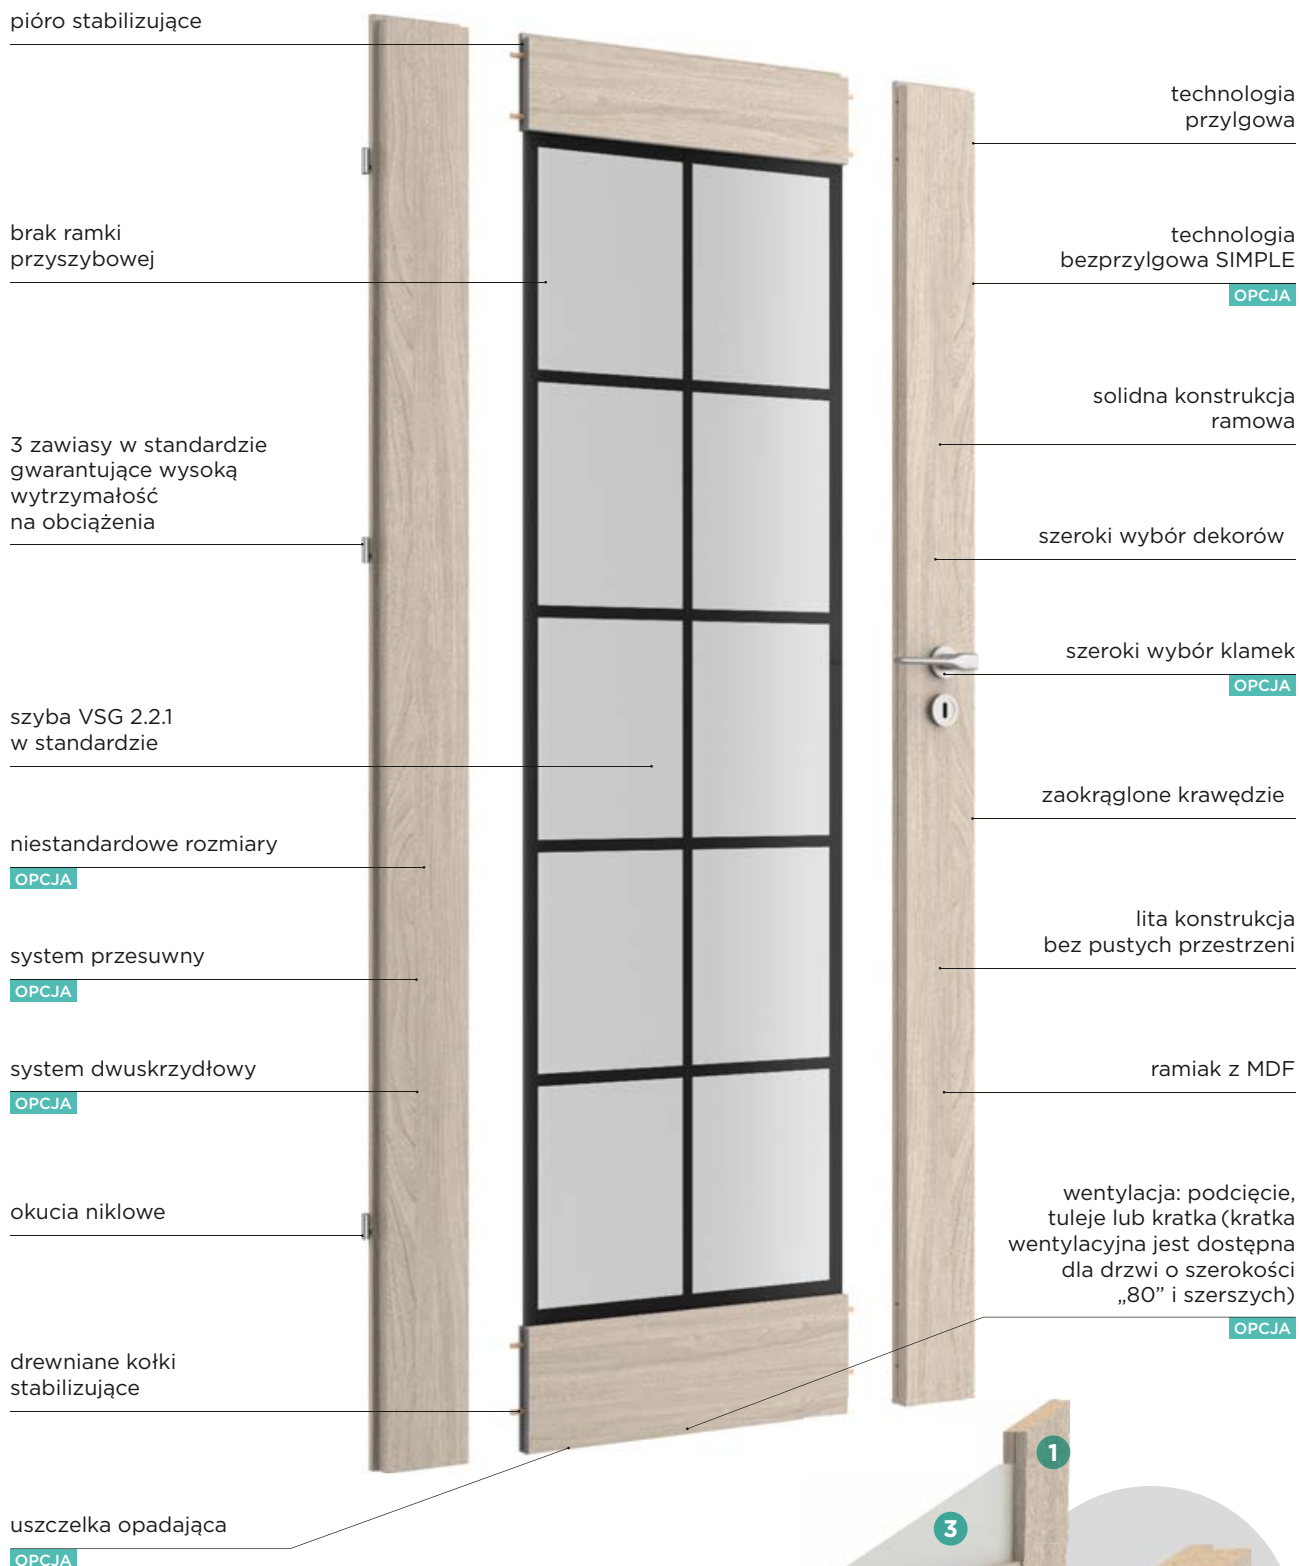 pióro stabilizujące
brak ramki
przyszybowej
3 zawiasy w standardzie
gwarantujące wysoką
wytrzymałość
na obciążenia
szyba VSG 2.2.1
w standardzie
niestandardowe rozmiary
OPCJA
system przesuwny
OPCJA
system dwuskrzydłowy
OPCJA
okucia niklowe
drewniane kołki
stabilizujące
uszczelka opadająca
OPCJA
technologia
przylgowa
technologia
bezprzylgowa SIMPLE
OPCJA
solidna konstrukcja
ramowa
szeroki wybór dekorów
szeroki wybór klamek
OPCJA
zaokrąglone krawędzie
lita konstrukcja
bez pustych przestrzeni
ramiak z MDF
wentylacja: podcięcie,
tuleje lub kratka (kratka
wentylacyjna jest dostępna
dla drzwi o szerokości
„80” i szerszych)
OPCJA
1
3